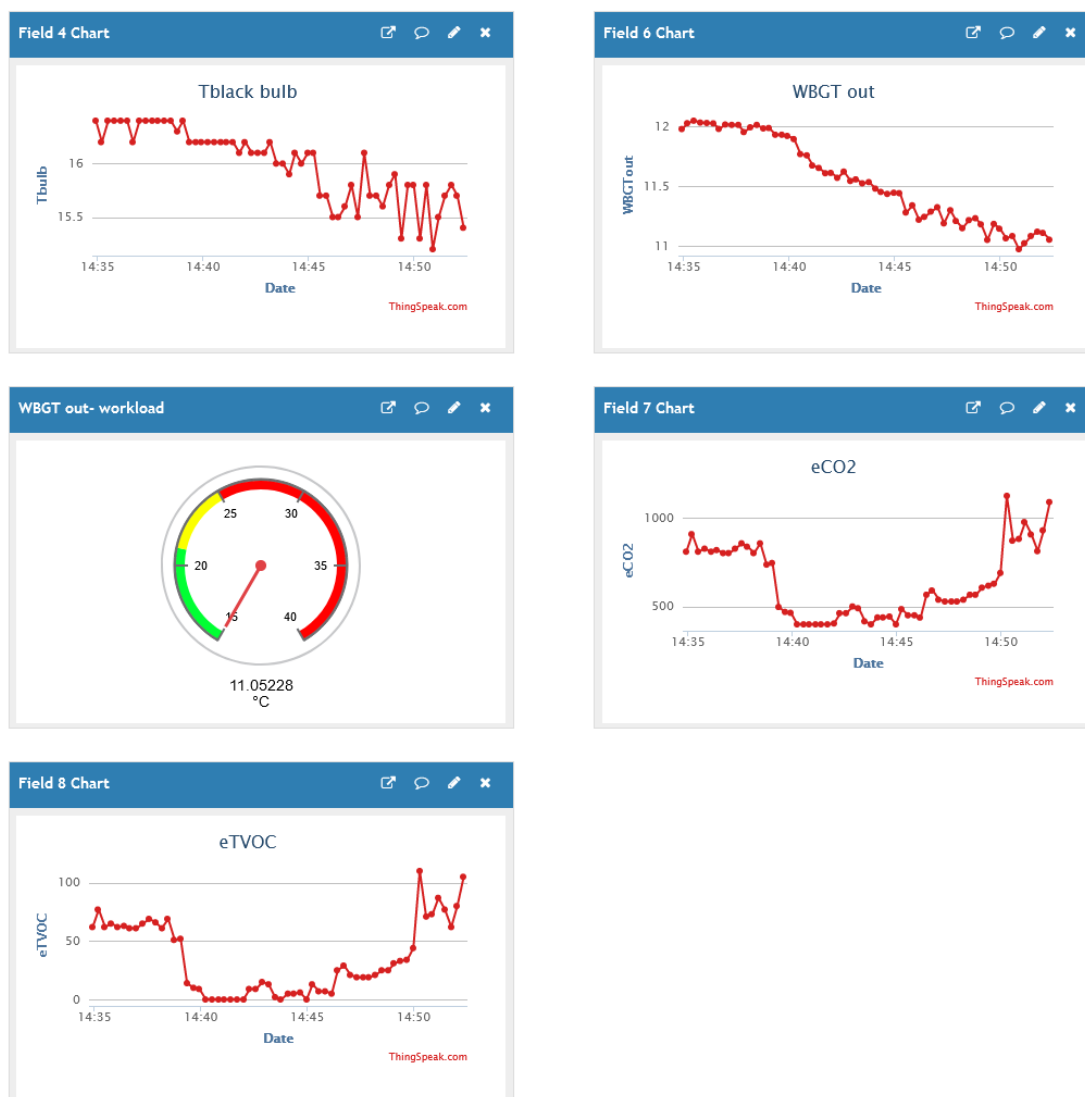 Field 4 Chart
Tblack bulb
Tbulb
16
15.5
14:35 14:40 14:45 14:50
Date
ThingSpeak.com
Field 6 Chart
WBGT out
WBGTout
12
11.5
11
14:35 14:40 14:45 14:50
Date
ThingSpeak.com
WBGT out- workload
25 30
20 35
15 40
11.05228
°C
Field 7 Chart
eCO2
eCO2
1000
500
14:35 14:40 14:45 14:50
Date
ThingSpeak.com
Field 8 Chart
eTVOC
eTVOC
100
50
0
14:35 14:40 14:45 14:50
Date
ThingSpeak.com